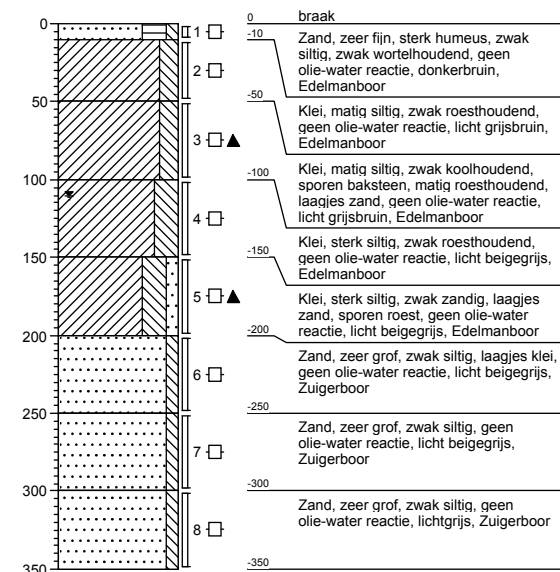 0
50
100
150
200
250
300
350
1
2
3
4
5
6
7
8
0 braak
-10
Zand, zeer fijn, sterk humeus, zwak
siltig, zwak wortelhoudend, geen
olie-water reactie, donkerbruin,
Edelmanboor
-50
Klei, matig siltig, zwak roesthoudend,
geen olie-water reactie, licht grijsbruin,
Edelmanboor
-100
Klei, matig siltig, zwak koolhoudend,
sporen baksteen, matig roesthoudend,
laagjes zand, geen olie-water reactie,
licht grijsbruin, Edelmanboor
-150
Klei, sterk siltig, zwak roesthoudend,
geen olie-water reactie, licht beigegrijs,
Edelmanboor
-200
Klei, sterk siltig, zwak zandig, laagjes
zand, sporen roest, geen olie-water
reactie, licht beigegrijs, Edelmanboor
Zand, zeer grof, zwak siltig, laagjes klei,
geen olie-water reactie, licht beigegrijs,
Zuigerboor
-250
Zand, zeer grof, zwak siltig, geen
olie-water reactie, licht beigegrijs,
Zuigerboor
-300
Zand, zeer grof, zwak siltig, geen
olie-water reactie, lichtgrijs, Zuigerboor
-350